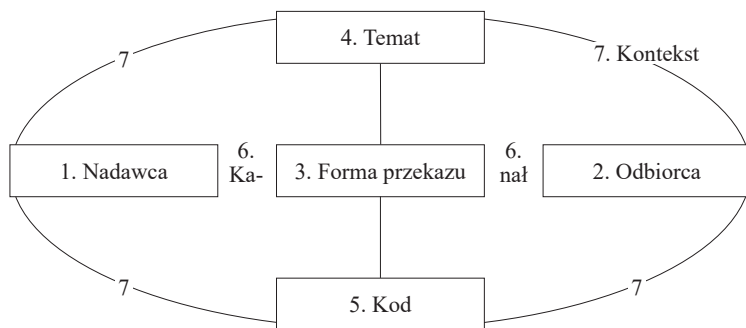 4. Temat
7
7. Kontekst
1. Nadawca
6.
Ka-
3. Forma przekazu
6.
nał
2. Odbiorca
7
5. Kod
7